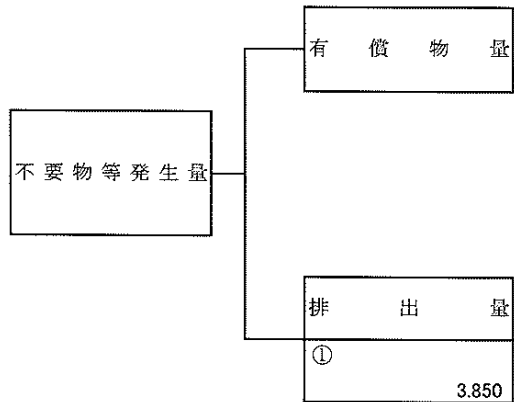 有償物量
不要物等発生量
排出量
①
3.850